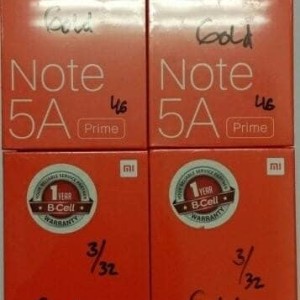 Gold
Gold
Note
5A
4G
Prime
Note
5A
4G
Prime
1
YEAR
B-Cell
WARRANTY
mi
3/32
1
YEAR
B-Cell
WARRANTY
mi
3/32